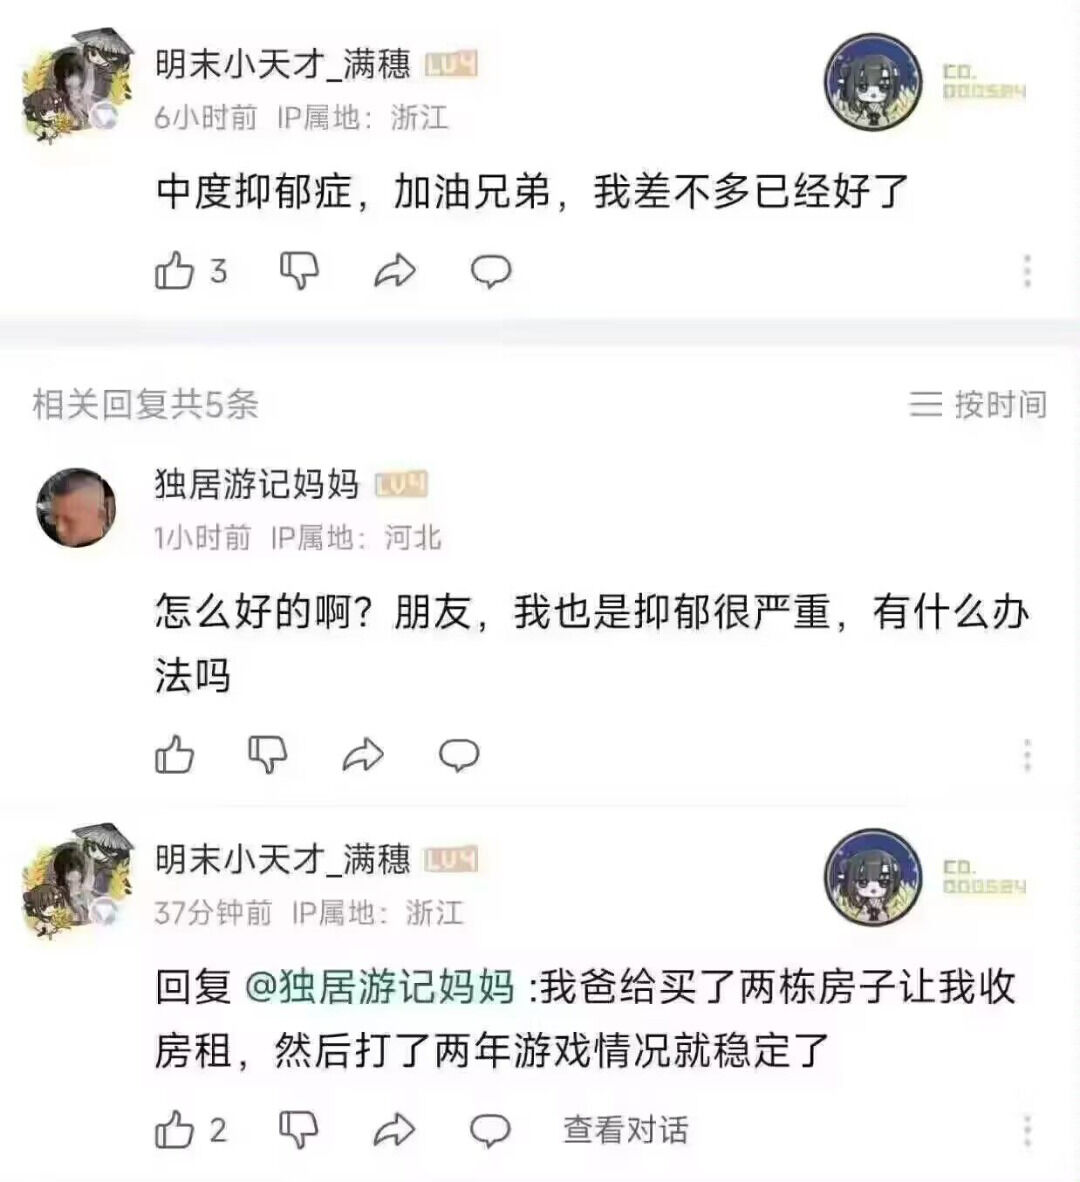 明末小天才_满穗 LV4
CO.
000584
6小时前 IP属地：浙江
中度抑郁症，加油兄弟，我差不多已经好了
3
相关回复共5条
按时间
独居游记妈妈 LV4
1小时前 IP属地：河北
怎么好的啊？朋友，我也是抑郁很严重，有什么办
法吗
明末小天才_满穗 LV4
CO.
000584
37分钟前 IP属地：浙江
回复 @独居游记妈妈 :我爸给买了两栋房子让我收
房租，然后打了两年游戏情况就稳定了
2 查看对话